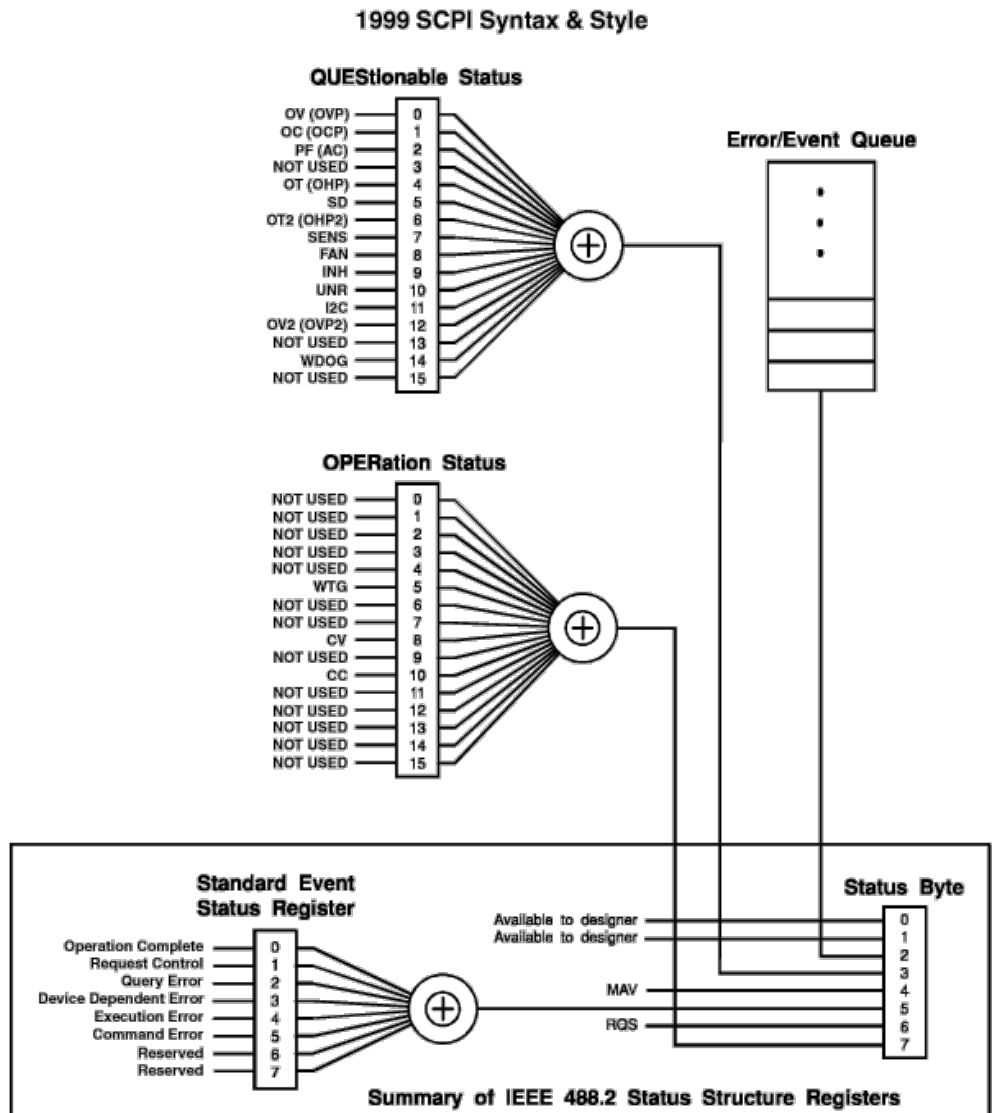 1999 SCPI Syntax & Style
QUEStionable Status
OV (OVP) 0
OC (OCP) 1
PF (AC) 2
NOT USED 3
OT (OHP) 4
SD 5
OT2 (OHP2) 6
SENS 7
FAN 8
INH 9
UNR 10
I2C 11
OV2 (OVP2) 12
NOT USED 13
WDOG 14
NOT USED 15
Error/Event Queue
OPERation Status
NOT USED 0
NOT USED 1
NOT USED 2
NOT USED 3
NOT USED 4
WTG 5
NOT USED 6
NOT USED 7
CV 8
NOT USED 9
CC 10
NOT USED 11
NOT USED 12
NOT USED 13
NOT USED 14
NOT USED 15
Standard Event
Status Register
Operation Complete 0
Request Control 1
Query Error 2
Device Dependent Error 3
Execution Error 4
Command Error 5
Reserved 6
Reserved 7
Status Byte
Available to designer 0
Available to designer 1
2
3
MAV 4
5
RQS 6
7
Summary of IEEE 488.2 Status Structure Registers